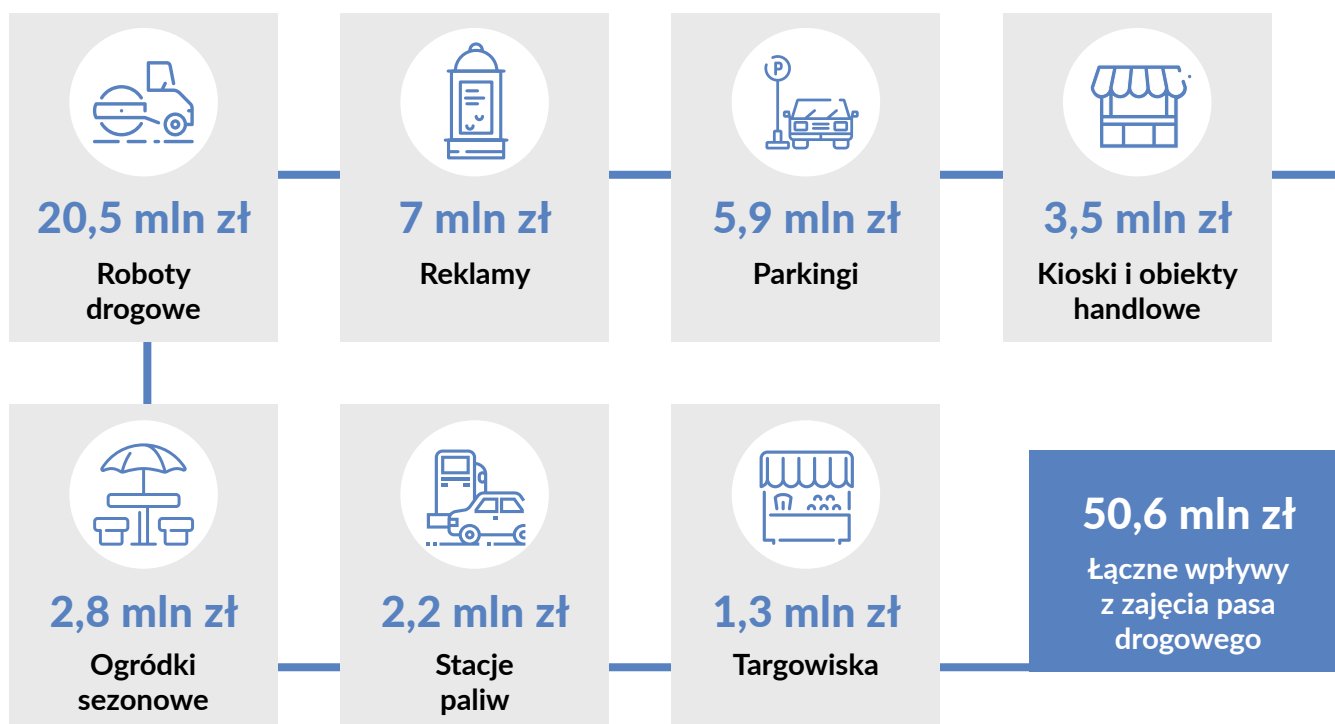 P
20,5 mln zł
Roboty
drogowe
7 mln zł
Reklamy
5,9 mln zł
Parkingi
3,5 mln zł
Kioski i obiekty
handlowe
2,8 mln zł
Ogródki
sezonowe
2,2 mln zł
Stacje
paliw
1,3 mln zł
Targowiska
50,6 mln zł
Łączne wpływy
z zajęcia pasa
drogowego